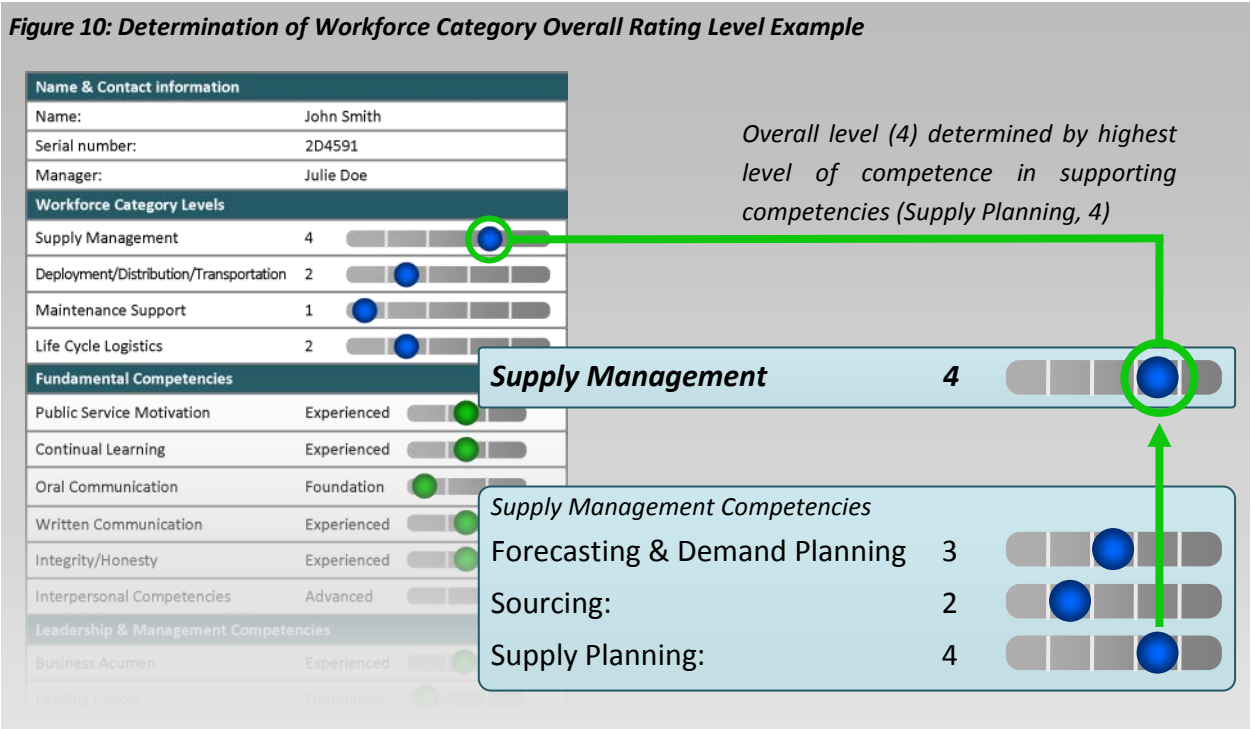 Figure 10: Determination of Workforce Category Overall Rating Level Example
Name & Contact information
Name: John Smith
Serial number: 2D4591
Manager: Julie Doe
Workforce Category Levels
Supply Management 4
Deployment/Distribution/Transportation 2
Maintenance Support 1
Life Cycle Logistics 2
Fundamental Competencies
Public Service Motivation Experienced
Continual Learning Experienced
Oral Communication Foundation
Written Communication Experienced
Integrity/Honesty Experienced
Interpersonal Competencies Advanced
Leadership & Management Competencies
Business Acumen Experienced
Leading People Foundation
Overall level (4) determined by highest
level of competence in supporting
competencies (Supply Planning, 4)
Supply Management 4
Supply Management Competencies
Forecasting & Demand Planning 3
Sourcing: 2
Supply Planning: 4